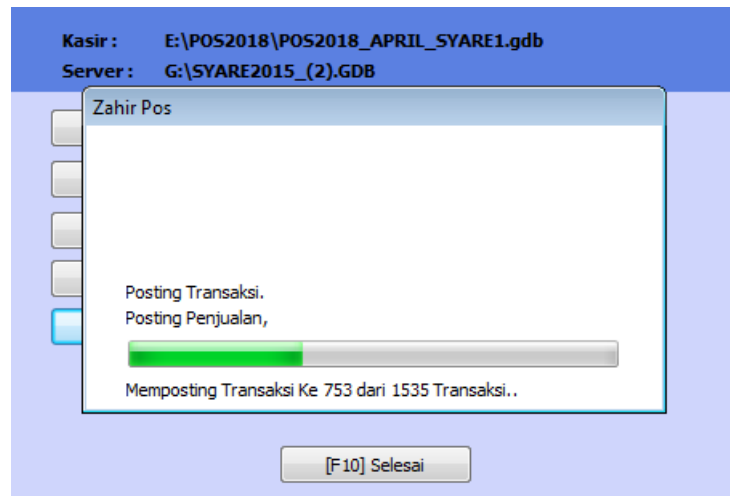 Kasir : E:\POS2018\POS2018_APRIL_SYARE1.gdb
Server : G:\SYARE2015_(2).GDB
Zahir Pos
Posting Transaksi.
Posting Penjualan,
Memposting Transaksi Ke 753 dari 1535 Transaksi..
[F10] Selesai